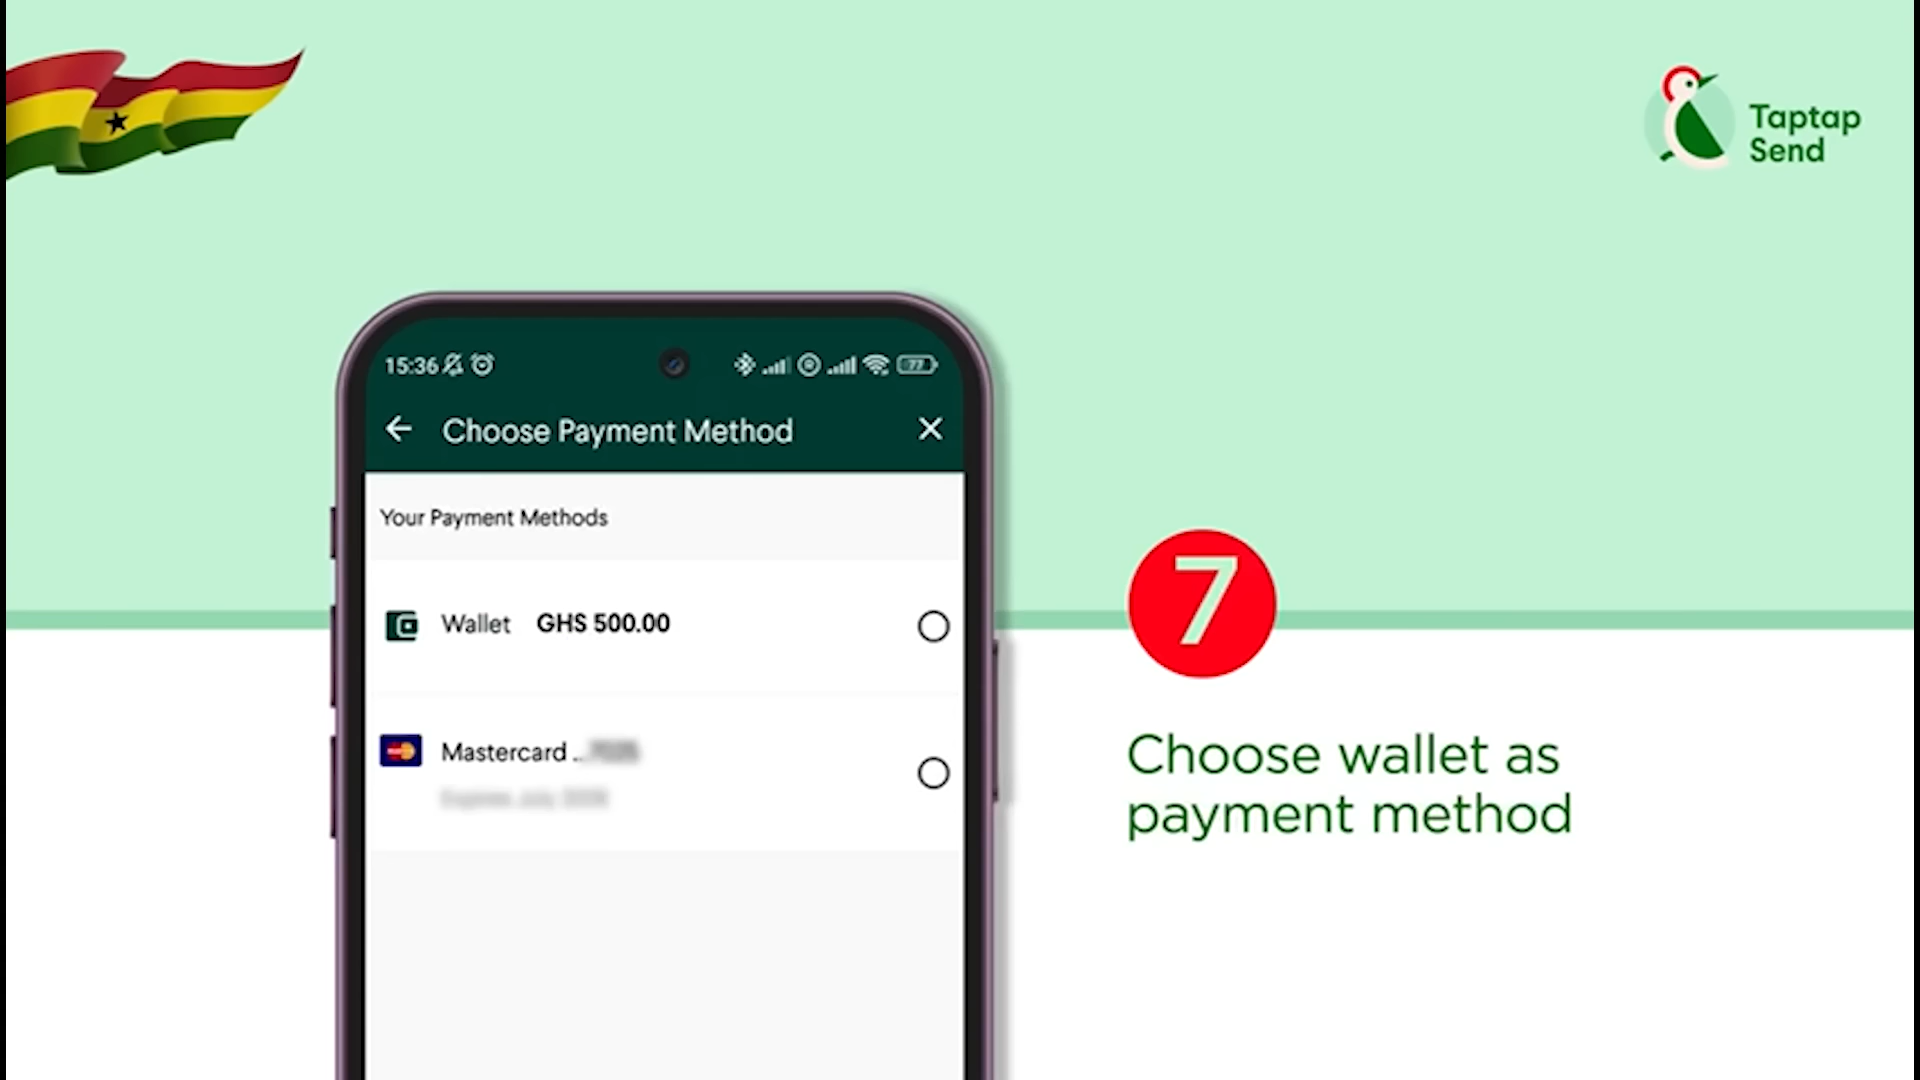 Taptap
Send
15:36
77
Choose Payment Method
Your Payment Methods
Wallet GHS 500.00
Mastercard ..
7
Choose wallet as
payment method